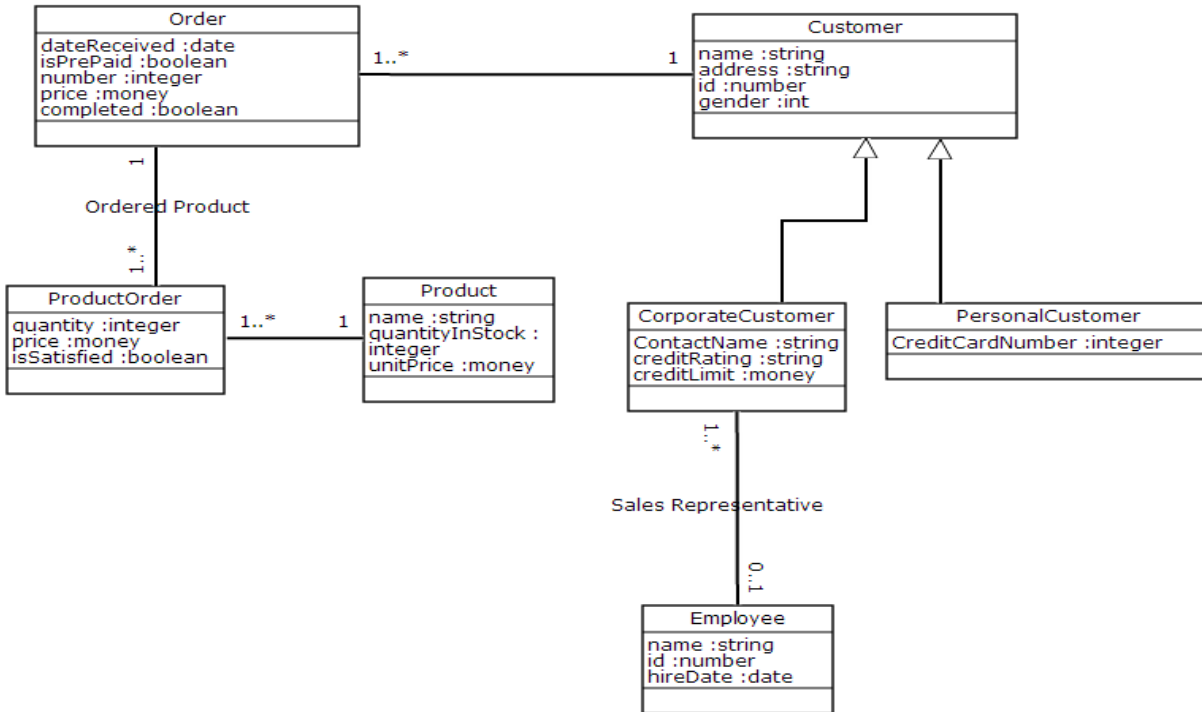 Order
dateReceived :date
isPrePaid :boolean
number :integer
price :money
completed :boolean
1..*
1
Customer
name :string
address :string
id :number
gender :int
1
Ordered Product
1..*
ProductOrder
quantity :integer
price :money
isSatisfied :boolean
1..*
1
Product
name :string
quantityInStock :
integer
unitPrice :money
CorporateCustomer
ContactName :string
creditRating :string
creditLimit :money
PersonalCustomer
CreditCardNumber :integer
1..*
Sales Representative
0..1
Employee
name :string
id :number
hireDate :date